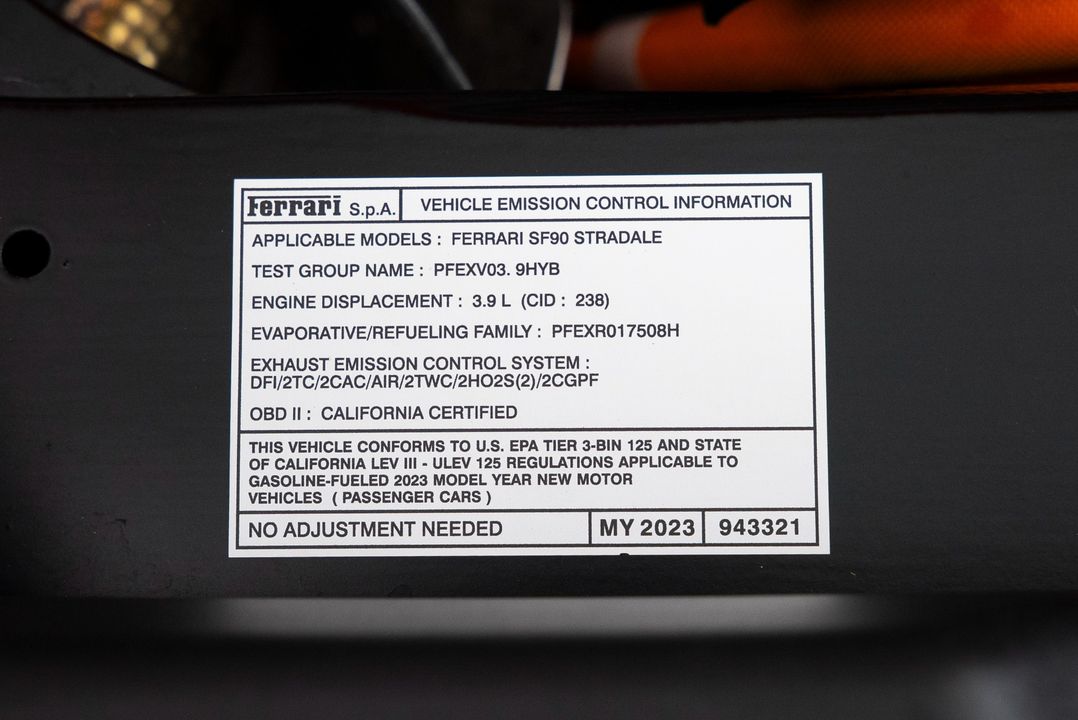 Ferrari S.p.A. VEHICLE EMISSION CONTROL INFORMATION
APPLICABLE MODELS : FERRARI SF90 STRADALE
TEST GROUP NAME : PFEXV03. 9HYB
ENGINE DISPLACEMENT : 3.9 L (CID : 238)
EVAPORATIVE/REFUELING FAMILY : PFEXR017508H
EXHAUST EMISSION CONTROL SYSTEM :
DFI/2TC/2CAC/AIR/2TWC/2HO2S(2)/2CGPF
OBD II : CALIFORNIA CERTIFIED
THIS VEHICLE CONFORMS TO U.S. EPA TIER 3-BIN 125 AND STATE
OF CALIFORNIA LEV III - ULEV 125 REGULATIONS APPLICABLE TO
GASOLINE-FUELED 2023 MODEL YEAR NEW MOTOR
VEHICLES ( PASSENGER CARS )
NO ADJUSTMENT NEEDED MY 2023 943321